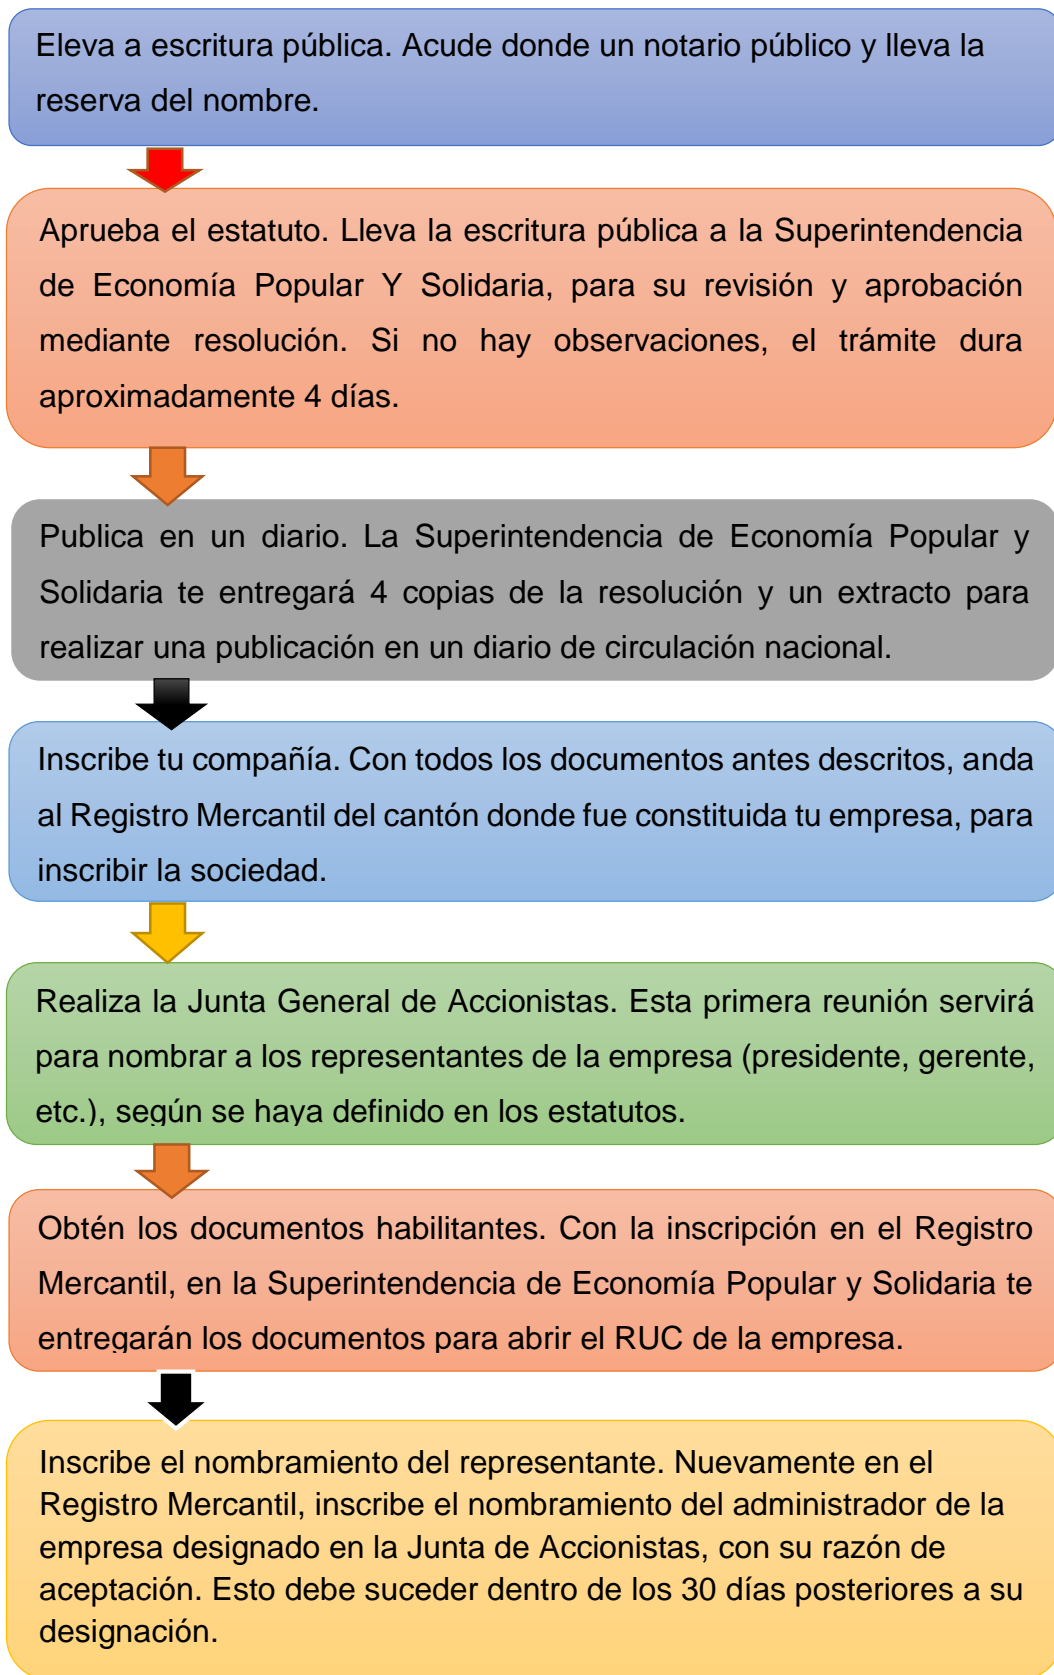 Eleva a escritura pública. Acude donde un notario público y lleva la
reserva del nombre.
Aprueba el estatuto. Lleva la escritura pública a la Superintendencia
de Economía Popular Y Solidaria, para su revisión y aprobación
mediante resolución. Si no hay observaciones, el trámite dura
aproximadamente 4 días.
Publica en un diario. La Superintendencia de Economía Popular y
Solidaria te entregará 4 copias de la resolución y un extracto para
realizar una publicación en un diario de circulación nacional.
Inscribe tu compañía. Con todos los documentos antes descritos, anda
al Registro Mercantil del cantón donde fue constituida tu empresa, para
inscribir la sociedad.
Realiza la Junta General de Accionistas. Esta primera reunión servirá
para nombrar a los representantes de la empresa (presidente, gerente,
etc.), según se haya definido en los estatutos.
Obtén los documentos habilitantes. Con la inscripción en el Registro
Mercantil, en la Superintendencia de Economía Popular y Solidaria te
entregarán los documentos para abrir el RUC de la empresa.
Inscribe el nombramiento del representante. Nuevamente en el
Registro Mercantil, inscribe el nombramiento del administrador de la
empresa designado en la Junta de Accionistas, con su razón de
aceptación. Esto debe suceder dentro de los 30 días posteriores a su
designación.